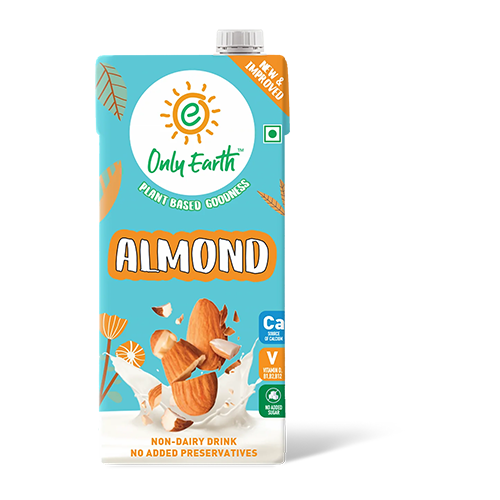 NEW &
IMPROVED
e
Only Earth™
PLANT BASED GOODNESS
ALMOND
Ca
SOURCE
OF CALCIUM
V
VITAMIN D,
B1,B2,B12
NO ADDED
SUGAR
NON-DAIRY DRINK
NO ADDED PRESERVATIVES